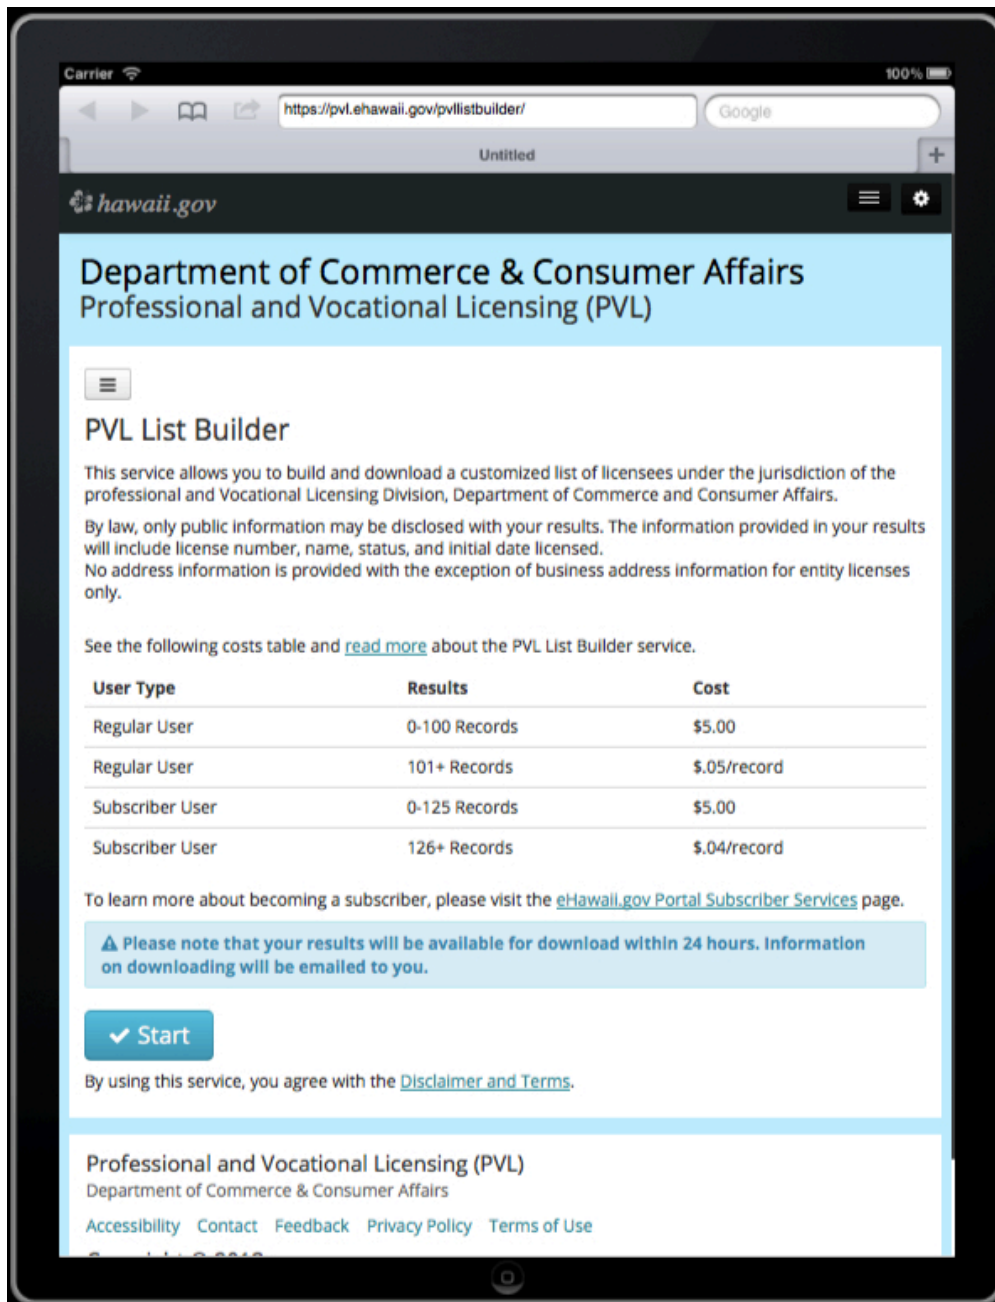 Carrier 100%
https://pvl.ehawaii.gov/pvllistbuilder/ Google
Untitled
hawaii.gov
Department of Commerce & Consumer Affairs
Professional and Vocational Licensing (PVL)
PVL List Builder
This service allows you to build and download a customized list of licensees under the jurisdiction of the
professional and Vocational Licensing Division, Department of Commerce and Consumer Affairs.
By law, only public information may be disclosed with your results. The information provided in your results
will include license number, name, status, and initial date licensed.
No address information is provided with the exception of business address information for entity licenses
only.
See the following costs table and read more about the PVL List Builder service.
User Type Results Cost
Regular User 0-100 Records $5.00
Regular User 101+ Records $.05/record
Subscriber User 0-125 Records $5.00
Subscriber User 126+ Records $.04/record
To learn more about becoming a subscriber, please visit the eHawaii.gov Portal Subscriber Services page.
Please note that your results will be available for download within 24 hours. Information
on downloading will be emailed to you.
Start
By using this service, you agree with the Disclaimer and Terms.
Professional and Vocational Licensing (PVL)
Department of Commerce & Consumer Affairs
Accessibility Contact Feedback Privacy Policy Terms of Use